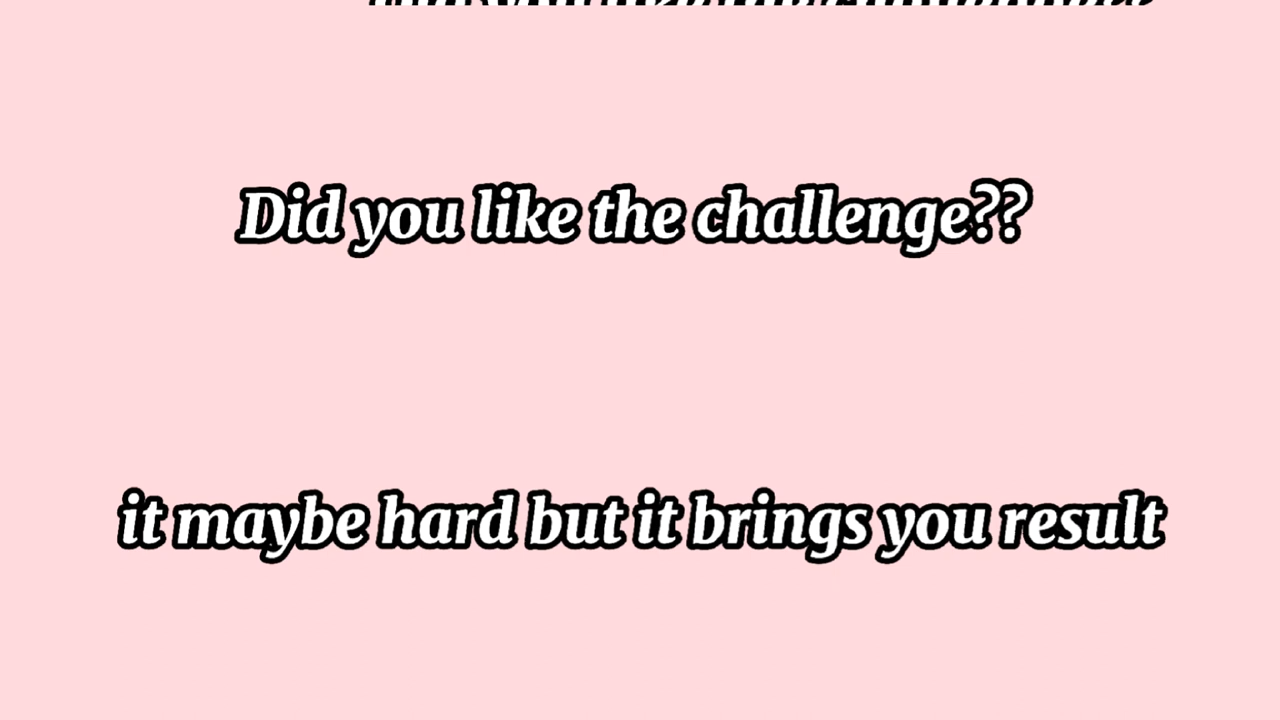 Did you like the challenge??
it maybe hard but it brings you result